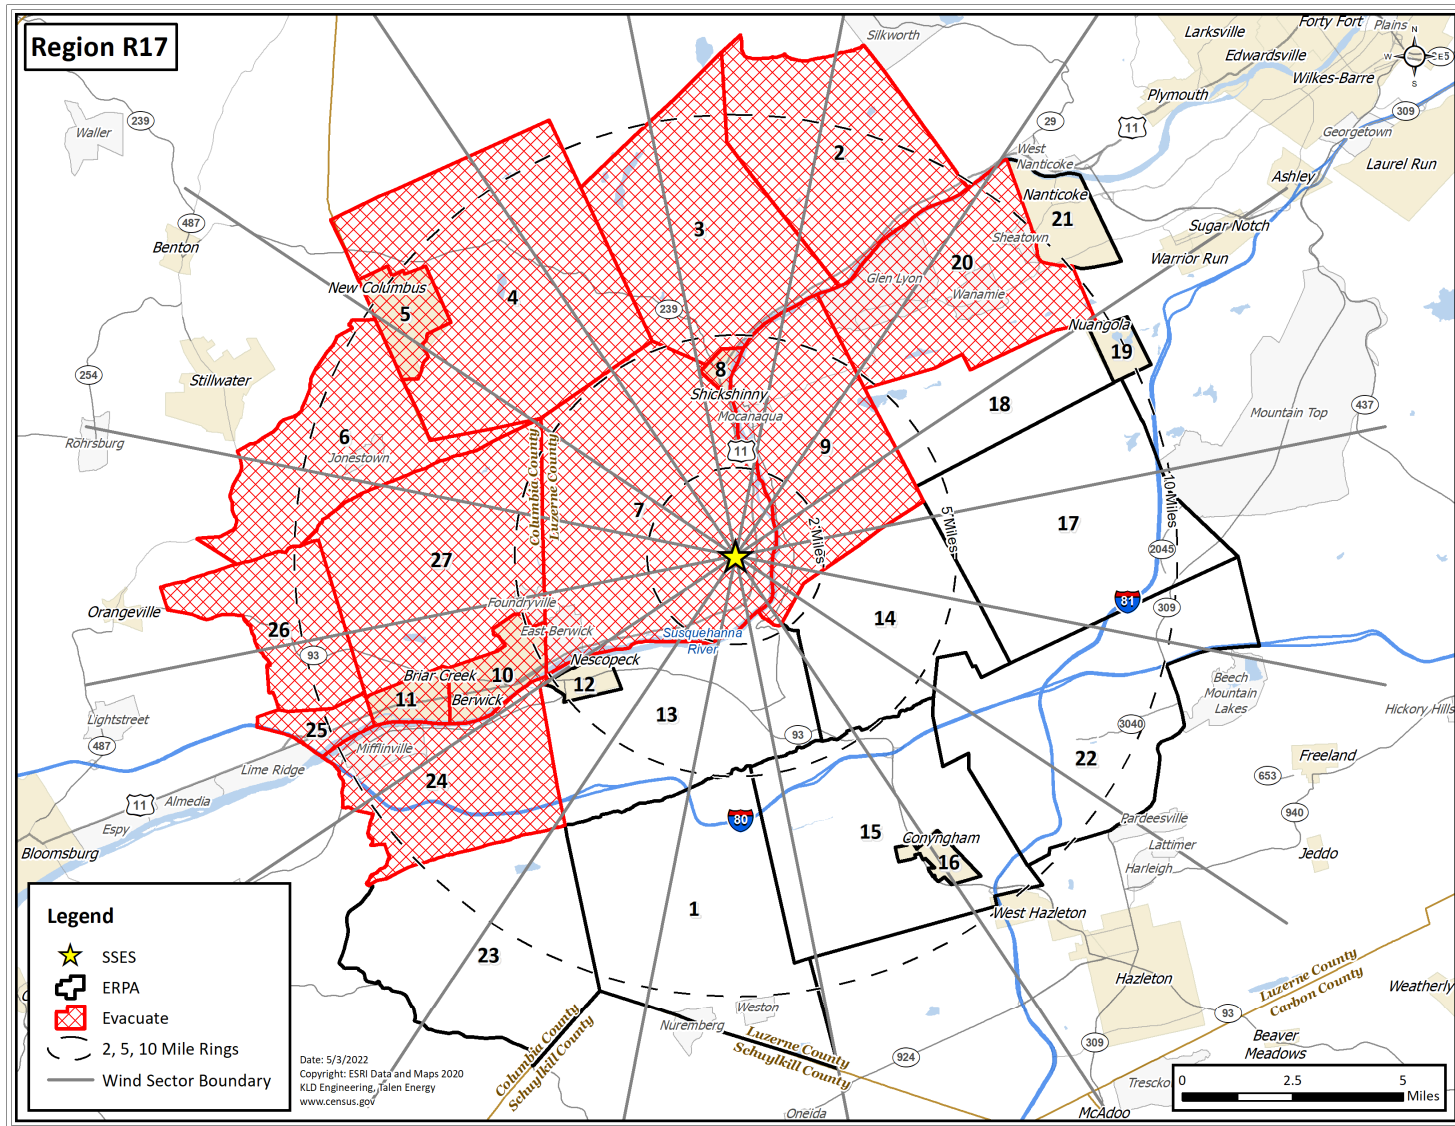 Region R17
Silkworth
Larksville
Forty Fort
Plains
Edwardsville
Wilkes-Barre
N
W
E
S
Plymouth
11
309
29
Georgetown
Laurel Run
Ashley
West
Nanticoke
Nanticoke
21
Sheatown
Sugar Notch
Warrior Run
Waller
239
487
Benton
2
3
20
Glen Lyon
Wanamie
New Columbus
5
4
239
Nuangola
19
8
Shickshinny
Mocanaqua
11
18
Mountain Top
437
254
Stillwater
Rohrsburg
6
Jonestown
9
7
Columbia County
Luzerne County
2 Miles
5 Miles
10 Miles
17
2045
81
309
27
14
Orangeville
26
93
Foundryville
East Berwick
Susquehanna
River
Nescopeck
12
Briar Creek
10
11
Berwick
25
Mifflinville
13
93
24
Lightstreet
487
Lime Ridge
11
Almedia
Espy
Bloomsburg
Beech
Mountain
Lakes
Hickory Hills
3040
22
Freeland
653
940
Jeddo
Pardeesville
Lattimer
Harleigh
80
15
Conyngham
16
West Hazleton
1
23
Hazleton
Weston
Nuremberg
Luzerne County
Schuylkill County
Columbia County
Schuylkill County
Luzerne County
Carbon County
Weatherly
93
Beaver
Meadows
309
924
Oneida
McAdoo
Legend
SSES
ERPA
Evacuate
2, 5, 10 Mile Rings
Wind Sector Boundary
Date: 5/3/2022
Copyright: ESRI Data and Maps 2020
KLD Engineering, Talen Energy
www.census.gov
0
2.5
5
Miles